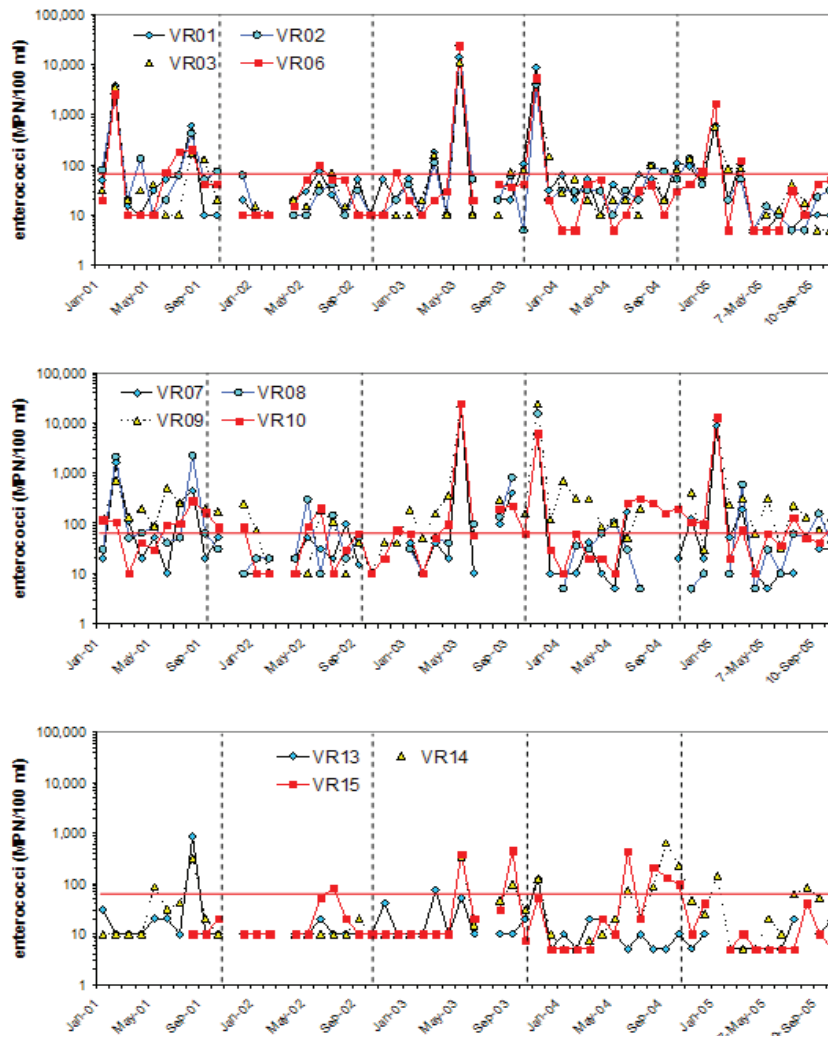 100,000
10,000
1,000
100
10
1
enterococci (MPN/100 ml)
VR01 VR02
VR03 VR06
Jan-01 May-01 Sep-01 Jan-02 May-02 Sep-02 Jan-03 May-03 Sep-03 Jan-04 May-04 Sep-04 Jan-05 7-May-05 10-Sep-05
100,000
10,000
1,000
100
10
1
enterococci (MPN/100 ml)
VR07 VR08
VR09 VR10
Jan-01 May-01 Sep-01 Jan-02 May-02 Sep-02 Jan-03 May-03 Sep-03 Jan-04 May-04 Sep-04 Jan-05 7-May-05 10-Sep-05
100,000
10,000
1,000
100
10
1
enterococci (MPN/100 ml)
VR13 VR14
VR15
Jan-01 May-01 Sep-01 Jan-02 May-02 Sep-02 Jan-03 May-03 Sep-03 Jan-04 May-04 Sep-04 Jan-05 7-May-05 0-Sep-05